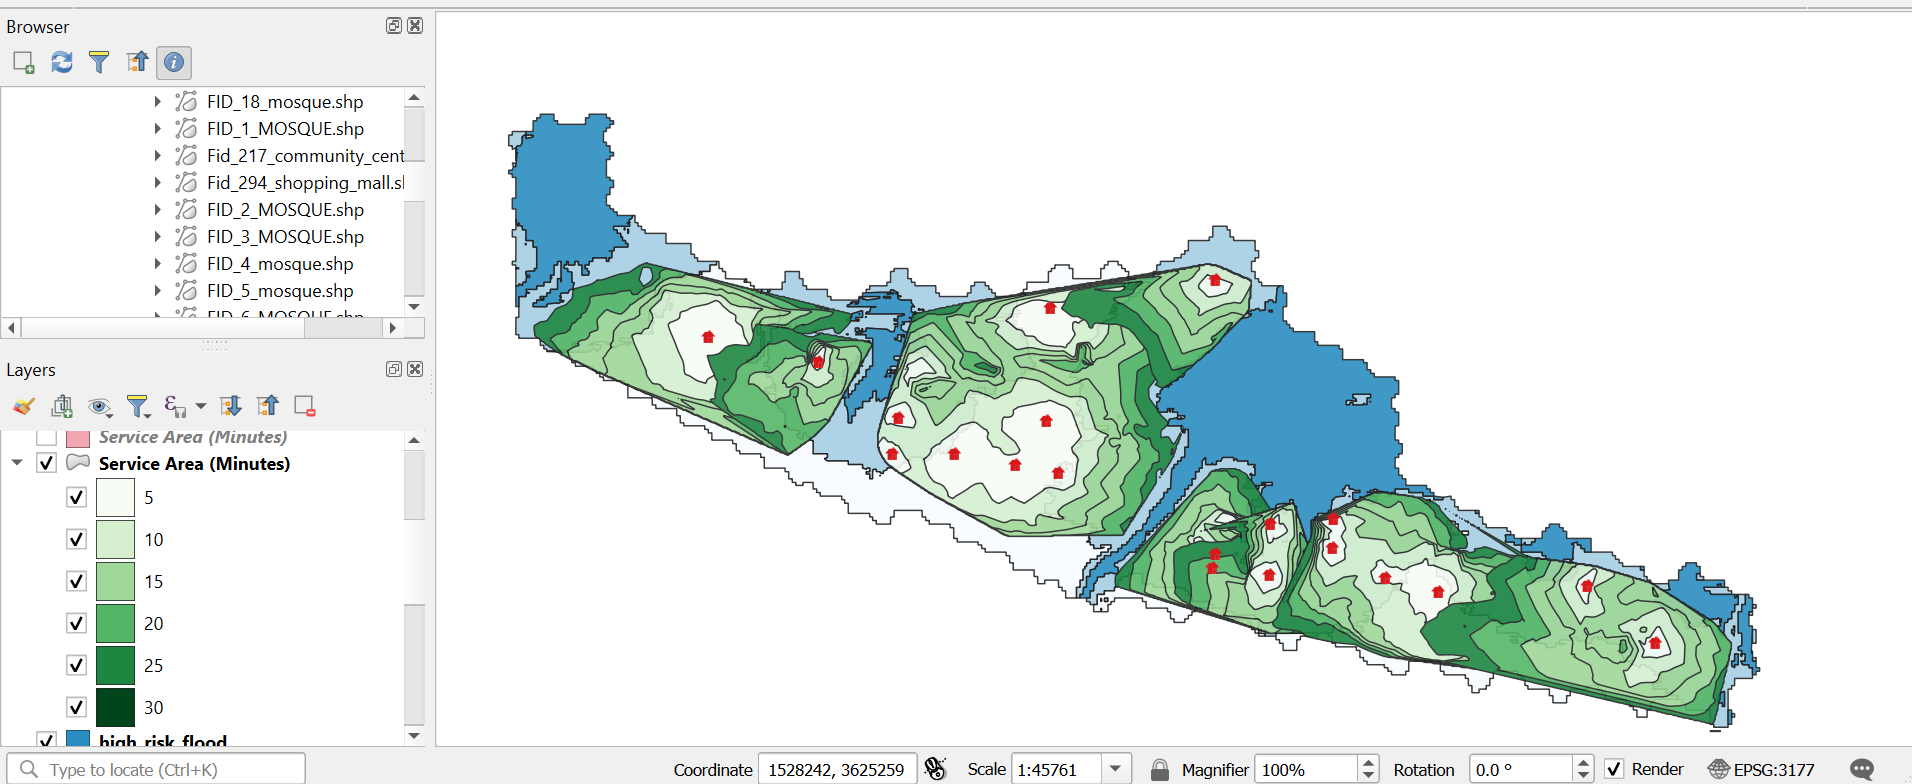 Browser
FID_18_mosque.shp
FID_1_MOSQUE.shp
Fid_217_community_cent
Fid_294_shopping_mall.sl
FID_2_MOSQUE.shp
FID_3_MOSQUE.shp
FID_4_mosque.shp
FID_5_mosque.shp
FID_6_MOSQUE.shp
Layers
Service Area (Minutes)
Service Area (Minutes)
5
10
15
20
25
30
high_risk_flood
Type to locate (Ctrl+K)
Coordinate 1528242, 3625259 Scale 1:45761 Magnifier 100% Rotation 0.0 ° Render EPSG:3177